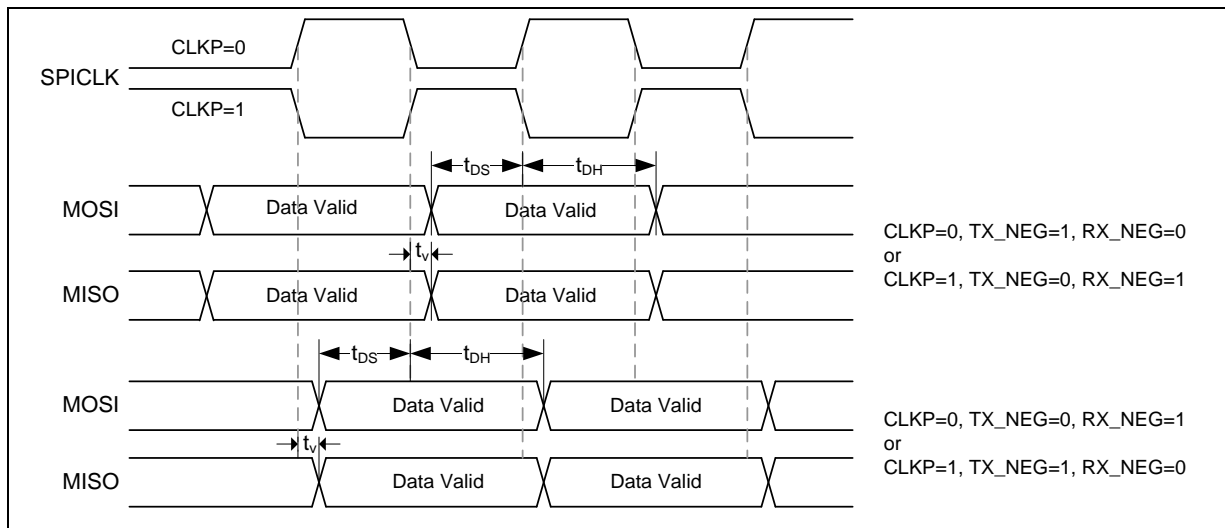 CLKP=0
SPICLK
CLKP=1
tDS tDH
MOSI Data Valid Data Valid
CLKP=0, TX_NEG=1, RX_NEG=0
or
CLKP=1, TX_NEG=0, RX_NEG=1
tv
MISO Data Valid Data Valid
tDS tDH
MOSI Data Valid Data Valid
CLKP=0, TX_NEG=0, RX_NEG=1
or
CLKP=1, TX_NEG=1, RX_NEG=0
tv
MISO Data Valid Data Valid